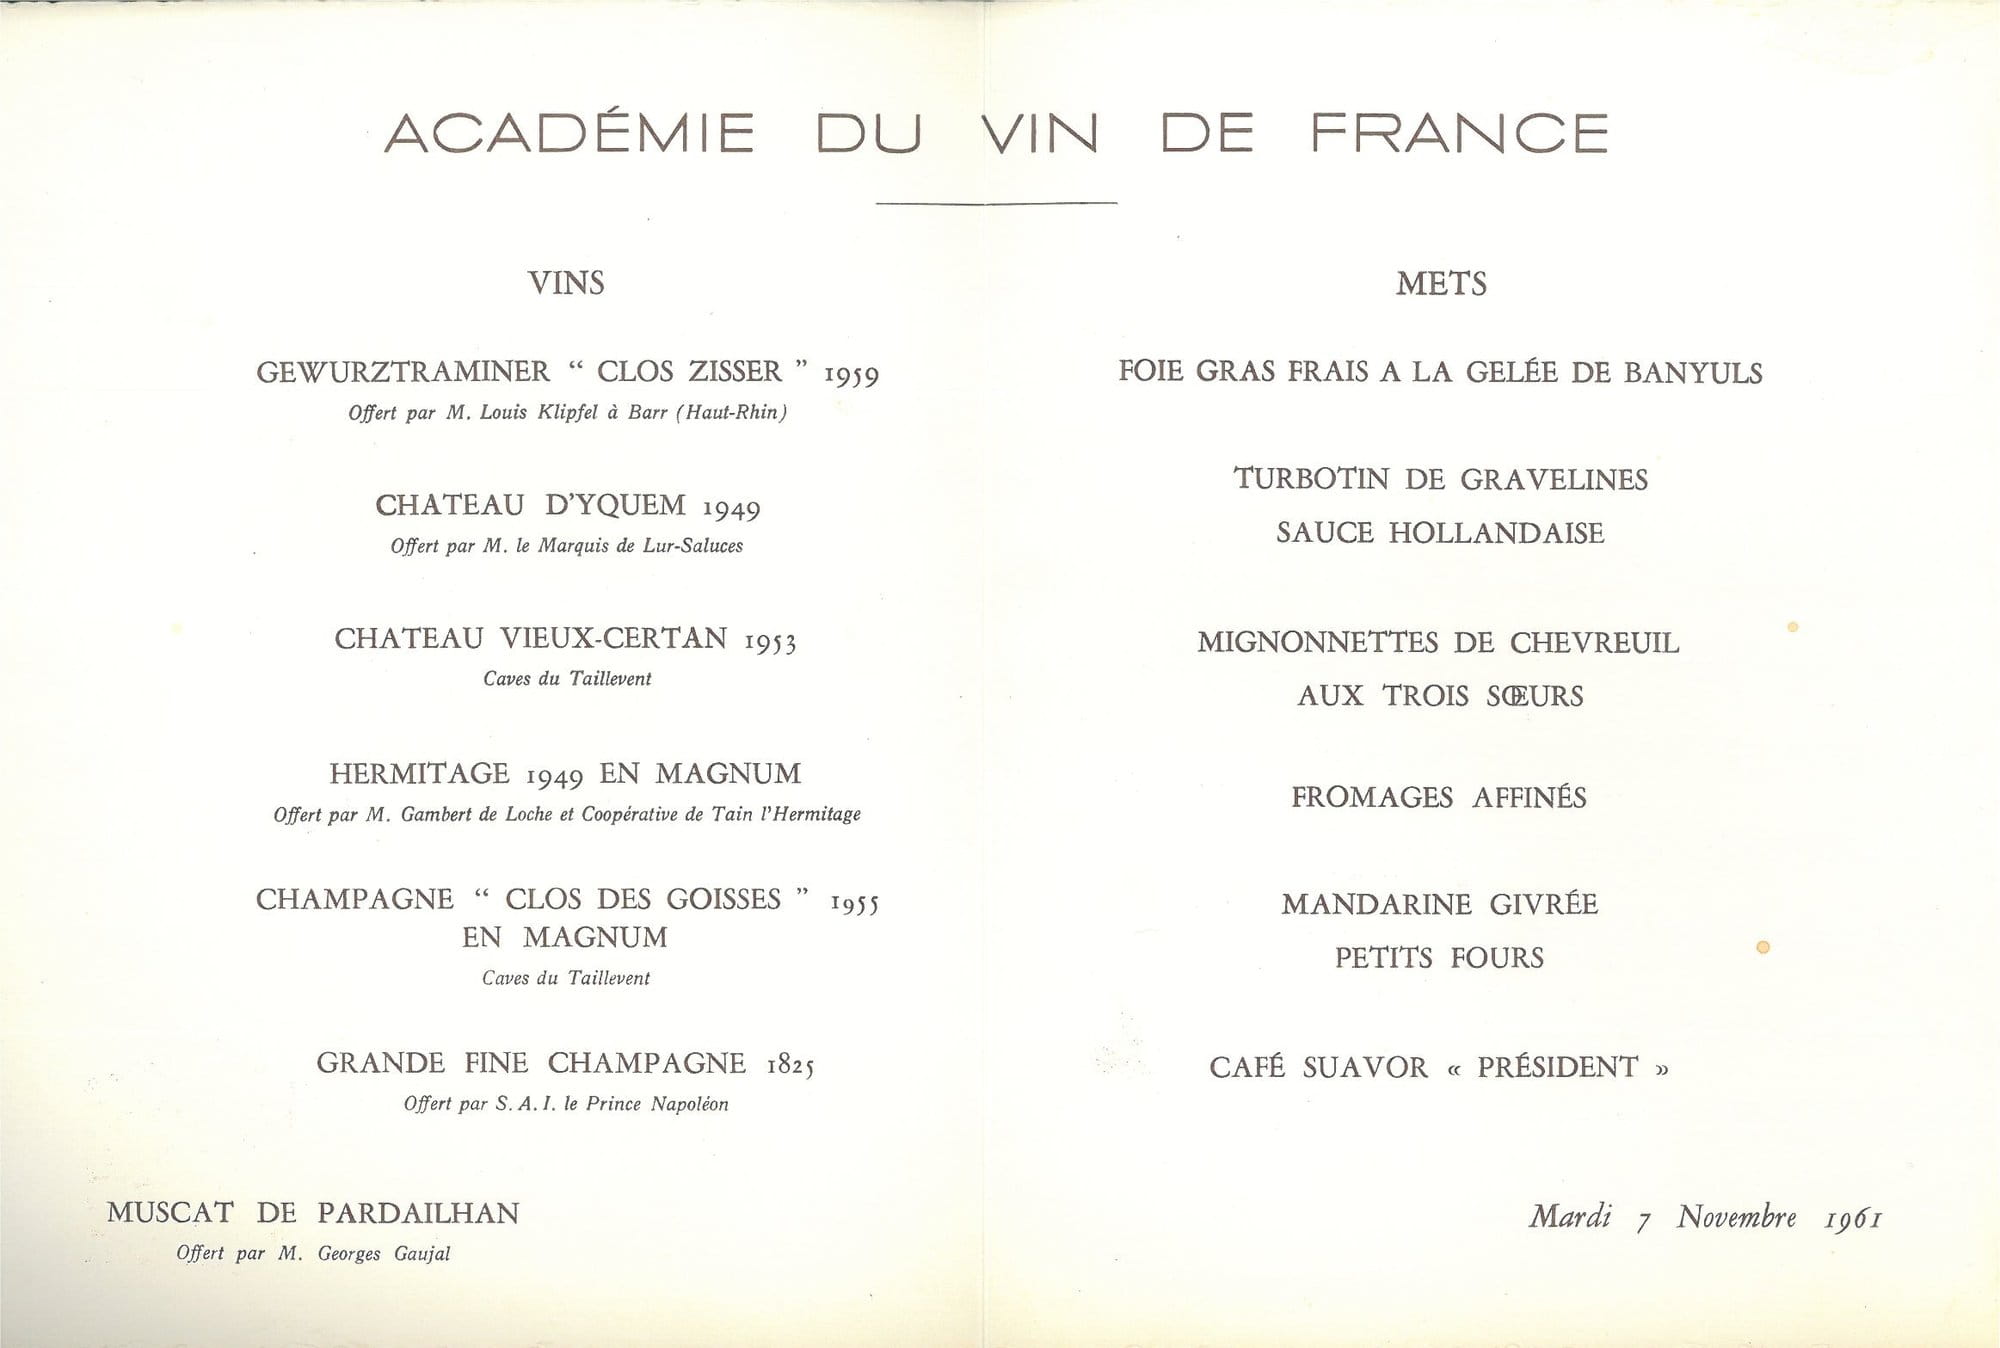 ACADÉMIE DU VIN DE FRANCE
VINS
GEWURZTRAMINER “ CLOS ZISSER ” 1959
Offert par M. Louis Klipfel à Barr (Haut-Rhin)
CHATEAU D’YQUEM 1949
Offert par M. le Marquis de Lur-Saluces
CHATEAU VIEUX-CERTAN 1953
Caves du Taillevent
HERMITAGE 1949 EN MAGNUM
Offert par M. Gambert de Loche et Coopérative de Tain l’Hermitage
CHAMPAGNE “ CLOS DES GOISSES ” 1955
EN MAGNUM
Caves du Taillevent
GRANDE FINE CHAMPAGNE 1825
Offert par S. A. I. le Prince Napoléon
MUSCAT DE PARDAILHAN
Offert par M. Georges Gaujal
METS
FOIE GRAS FRAIS A LA GELÉE DE BANYULS
TURBOTIN DE GRAVELINES
SAUCE HOLLANDAISE
MIGNONNETTES DE CHEVREUIL
AUX TROIS SŒURS
FROMAGES AFFINÉS
MANDARINE GIVRÉE
PETITS FOURS
CAFÉ SUAVOR « PRÉSIDENT »
Mardi 7 Novembre 1961